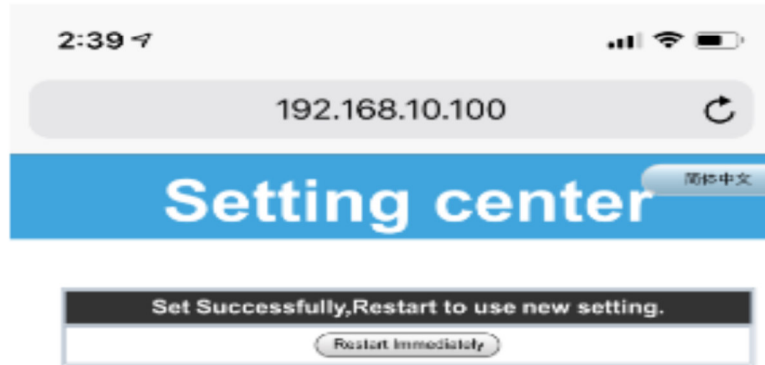 2:39
192.168.10.100
简体中文
Setting center
Set Successfully,Restart to use new setting.
Restart Immediately